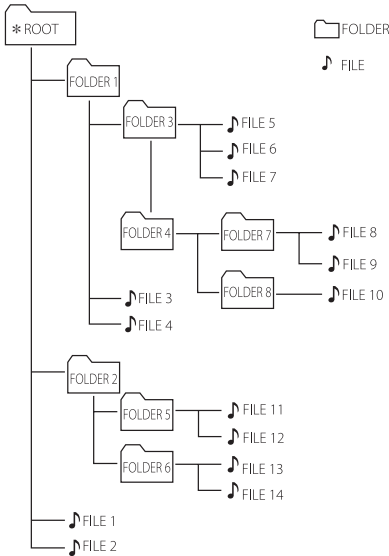 *ROOT
FOLDER
FILE
FOLDER 1
FOLDER 3
FILE 5
FILE 6
FILE 7
FOLDER 4
FOLDER 7
FILE 8
FILE 9
FOLDER 8
FILE 10
FILE 3
FILE 4
FOLDER 2
FOLDER 5
FILE 11
FILE 12
FOLDER 6
FILE 13
FILE 14
FILE 1
FILE 2